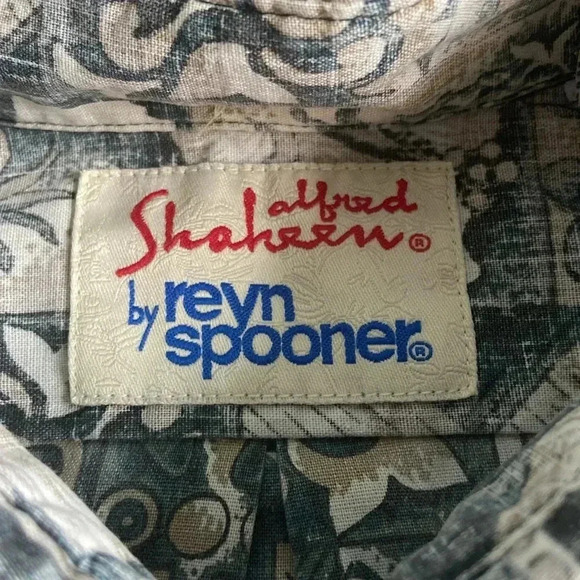 alfred
Shaheen®
by reyn
spooner®